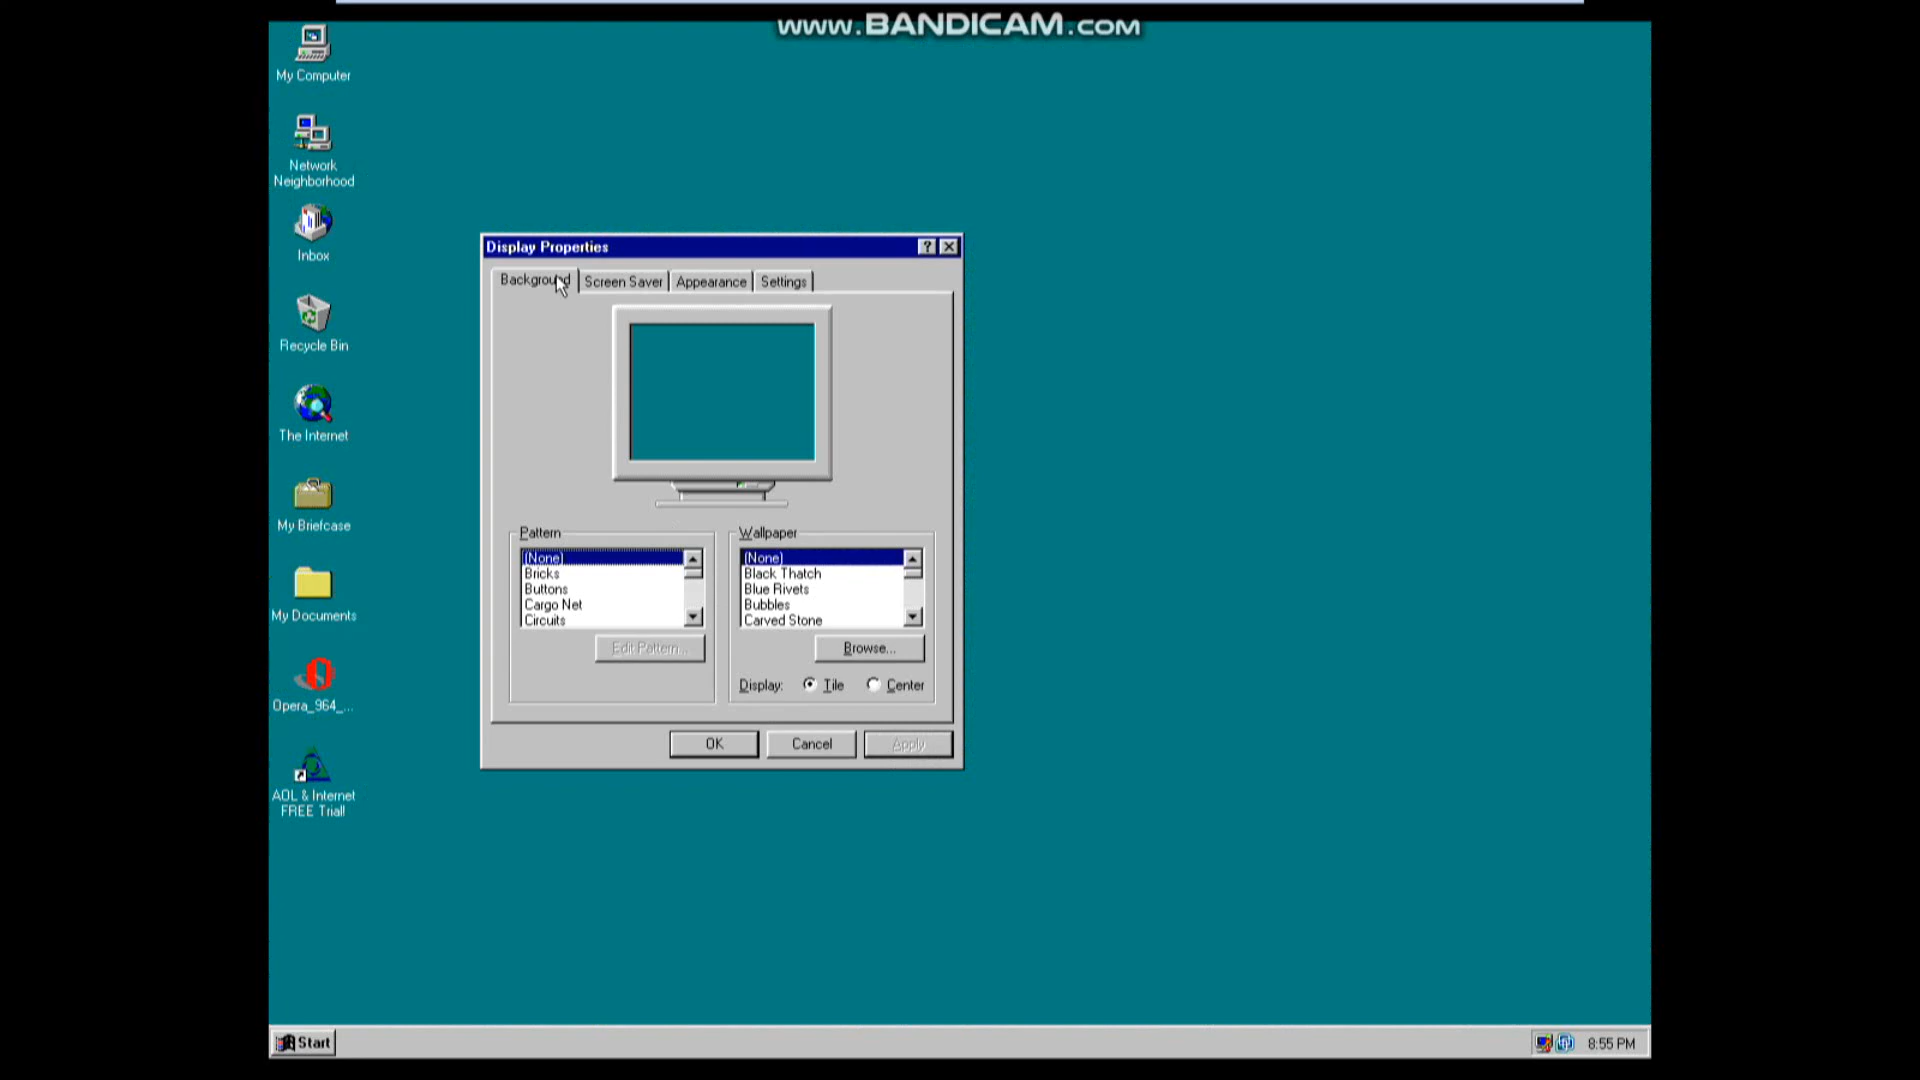 www.BANDICAM.com
My Computer
Network
Neighborhood
Inbox
Recycle Bin
The Internet
My Briefcase
My Documents
Opera_964_...
AOL & Internet
FREE Trial!
Display Properties
Background Screen Saver Appearance Settings
Pattern
(None)
Bricks
Buttons
Cargo Net
Circuits
Edit Pattern...
Wallpaper
(None)
Black Thatch
Blue Rivets
Bubbles
Carved Stone
Browse...
Display: Tile Center
OK Cancel Apply
Start
8:55 PM